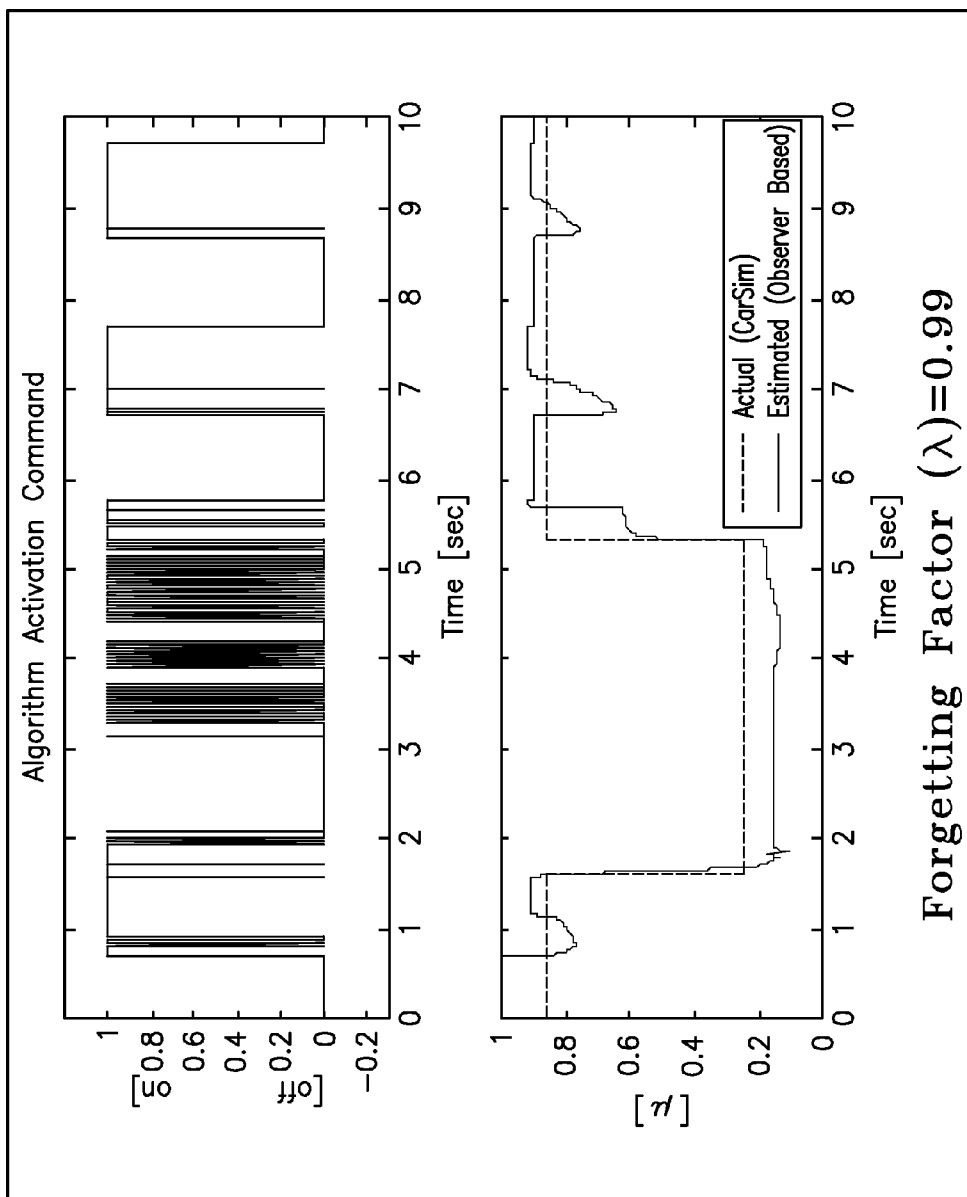 Algorithm Activation Command
[off on]
1
0.8
0.6
0.4
0.2
0
-0.2
0 1 2 3 4 5 6 7 8 9 10
Time [sec]
[μ]
1
0.8
0.6
0.4
0.2
0
Actual (CarSim)
Estimated (Observer Based)
0 1 2 3 4 5 6 7 8 9 10
Time [sec]
Forgetting Factor (λ)=0.99